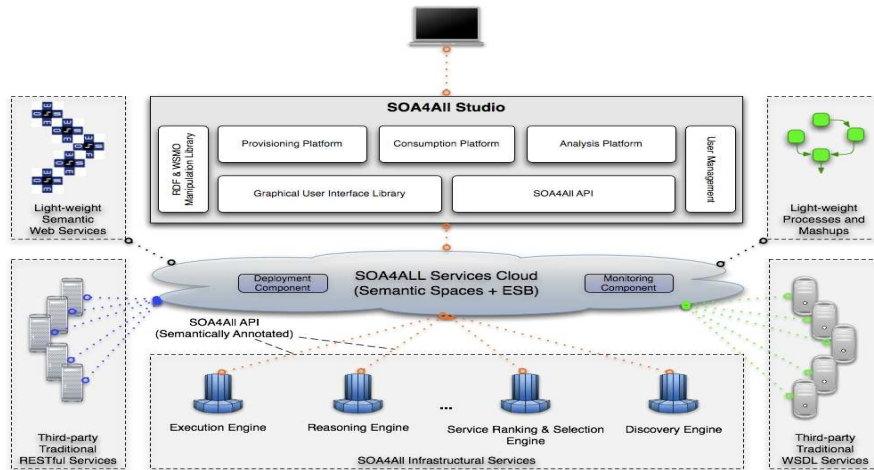 SOA4All Studio
RDF & WSMO
Manipulation Library
Provisioning Platform
Consumption Platform
Analysis Platform
User Management
Graphical User Interface Library
SOA4All API
Light-weight
Semantic
Web Services
Light-weight
Processes and
Mashups
Deployment
Component
SOA4ALL Services Cloud
(Semantic Spaces + ESB)
Monitoring
Component
SOA4All API
(Semantically Annotated)
Execution Engine
Reasoning Engine
...
Service Ranking & Selection
Engine
Discovery Engine
SOA4All Infrastructural Services
Third-party
Traditional
RESTful Services
Third-party
Traditional
WSDL Services